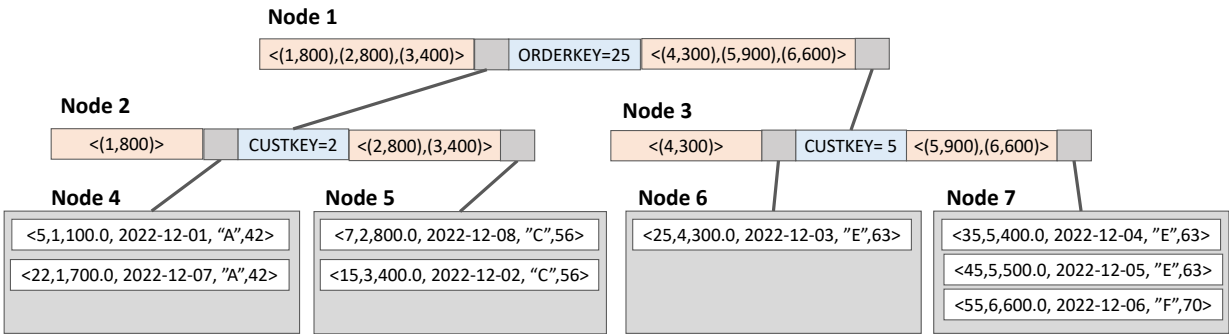 Node 1
<(1,800),(2,800),(3,400)> ORDERKEY=25 <(4,300),(5,900),(6,600)>
Node 2 Node 3
<(1,800)> CUSTKEY=2 <(2,800),(3,400)> <(4,300)> CUSTKEY= 5 <(5,900),(6,600)>
Node 4 Node 5 Node 6 Node 7
<5,1,100.0, 2022-12-01, “A”,42> <7,2,800.0, 2022-12-08, “C”,56> <25,4,300.0, 2022-12-03, ”E”,63> <35,5,400.0, 2022-12-04, ”E”,63>
<22,1,700.0, 2022-12-07, ”A”,42> <15,3,400.0, 2022-12-02, “C”,56> <45,5,500.0, 2022-12-05, ”E”,63>
<55,6,600.0, 2022-12-06, ”F”,70>